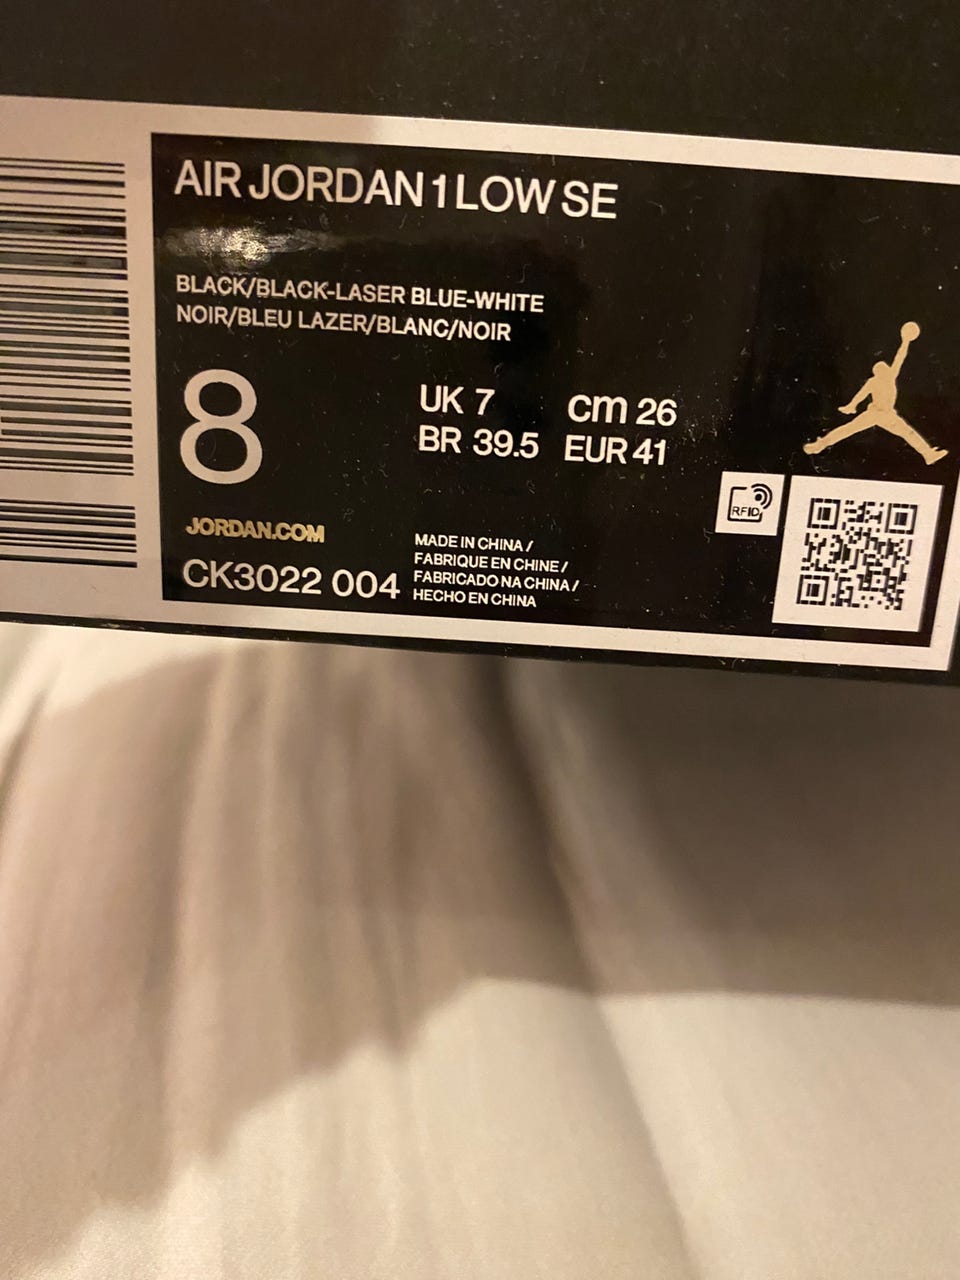 AIR JORDAN 1 LOW SE
BLACK/BLACK-LASER BLUE-WHITE
NOIR/BLEU LAZER/BLANC/NOIR
8
UK 7 cm 26
BR 39.5 EUR 41
RFID
JORDAN.COM
CK3022 004
MADE IN CHINA /
FABRIQUE EN CHINE /
FABRICADO NA CHINA /
HECHO EN CHINA